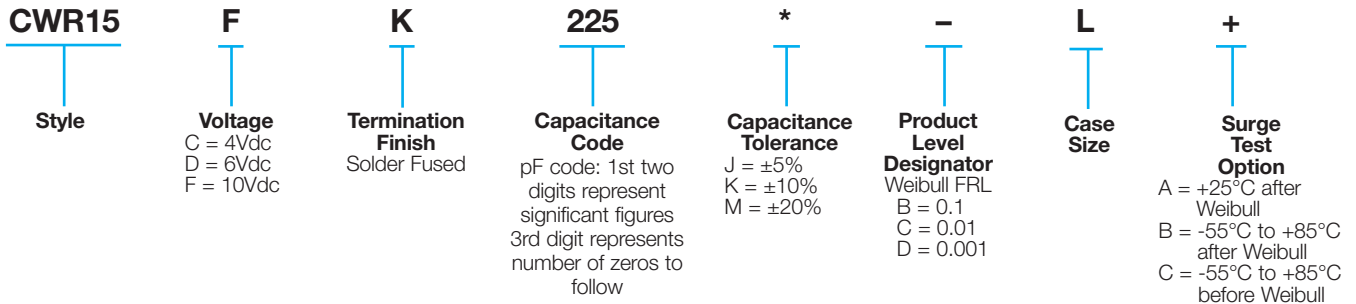 CWR15 F K 225 * – L +
Style
Voltage
C = 4Vdc
D = 6Vdc
F = 10Vdc
Termination
Finish
Solder Fused
Capacitance
Code
pF code: 1st two
digits represent
significant figures
3rd digit represents
number of zeros to
follow
Capacitance
Tolerance
J = ±5%
K = ±10%
M = ±20%
Product
Level
Designator
Weibull FRL
B = 0.1
C = 0.01
D = 0.001
Case
Size
Surge
Test
Option
A = +25°C after
Weibull
B = -55°C to +85°C
after Weibull
C = -55°C to +85°C
before Weibull